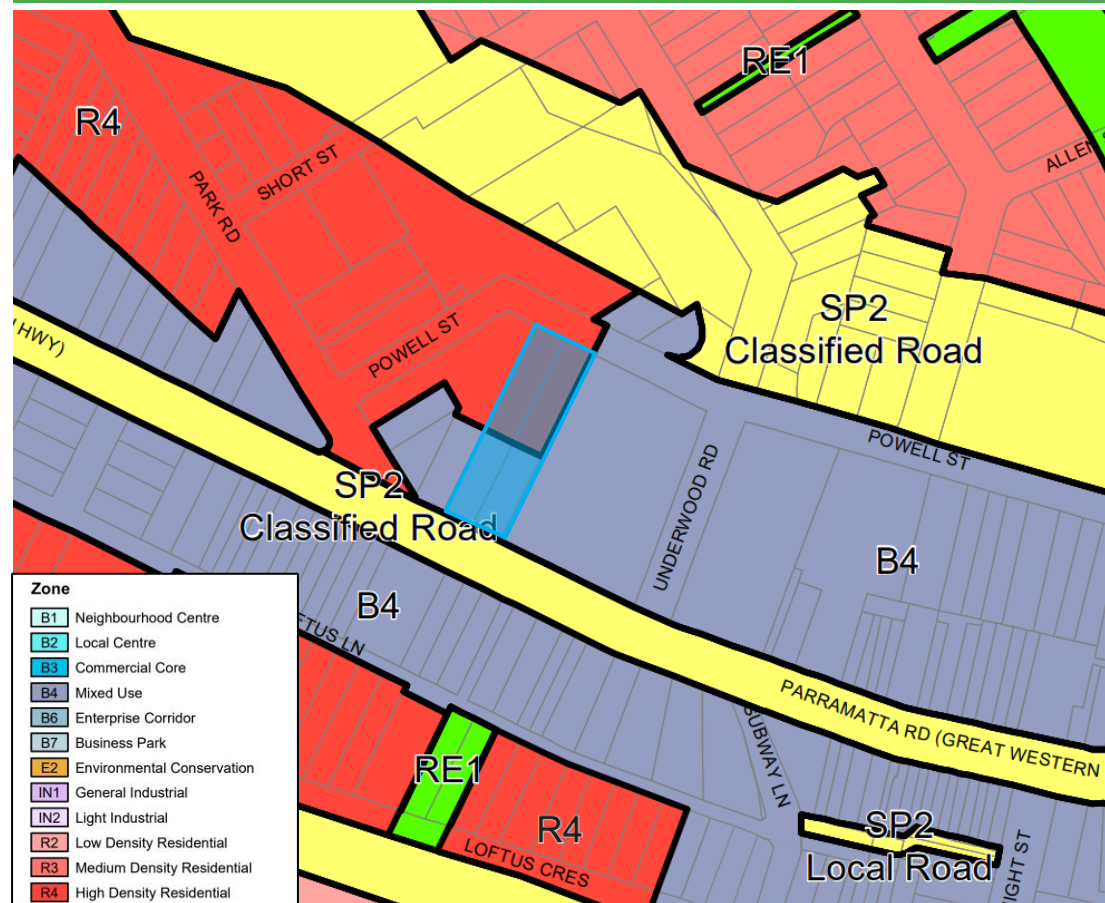 RE1
R4
ALLEN
SHORT ST
PARK RD
SP2
Classified Road
HWY)
POWELL ST
POWELL ST
SP2
Classified Road
UNDERWOOD RD
B4
B4
FTUS LN
PARRAMATTA RD (GREAT WESTERN
SUBWAY LN
RE1
R4
LOFTUS CRES
SP2
Local Road
IGHT ST
Zone
B1 Neighbourhood Centre
B2 Local Centre
B3 Commercial Core
B4 Mixed Use
B6 Enterprise Corridor
B7 Business Park
E2 Environmental Conservation
IN1 General Industrial
IN2 Light Industrial
R2 Low Density Residential
R3 Medium Density Residential
R4 High Density Residential